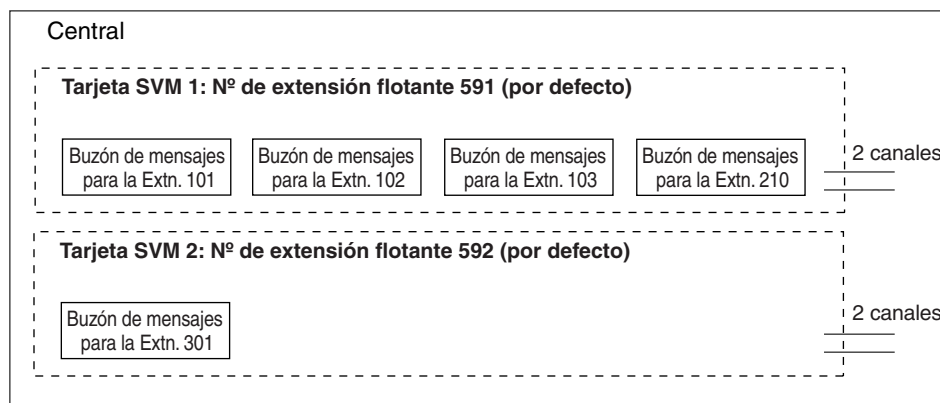 Central
Tarjeta SVM 1: Nº de extensión flotante 591 (por defecto)
Buzón de mensajes
para la Extn. 101
Buzón de mensajes
para la Extn. 102
Buzón de mensajes
para la Extn. 103
Buzón de mensajes
para la Extn. 210
2 canales
Tarjeta SVM 2: Nº de extensión flotante 592 (por defecto)
Buzón de mensajes
para la Extn. 301
2 canales